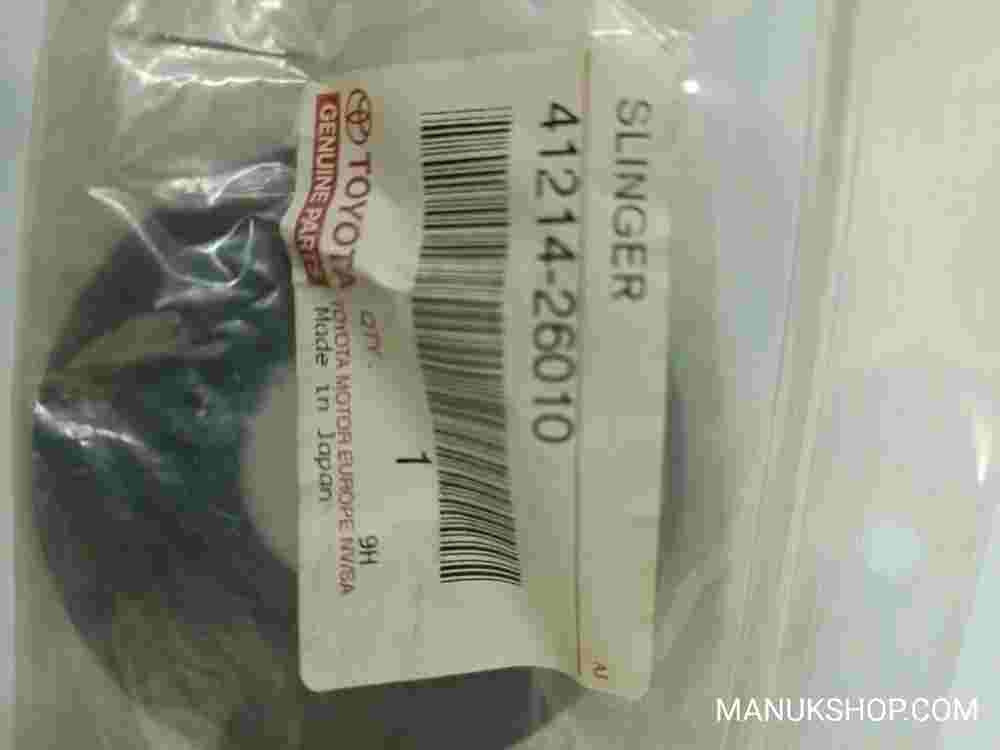 SLINGER
41214-26010
QTY.
1
9H
TOYOTA
GENUINE PARTS
TOYOTA MOTOR EUROPE NV/SA
Made in Japan
MANUKSHOP.COM